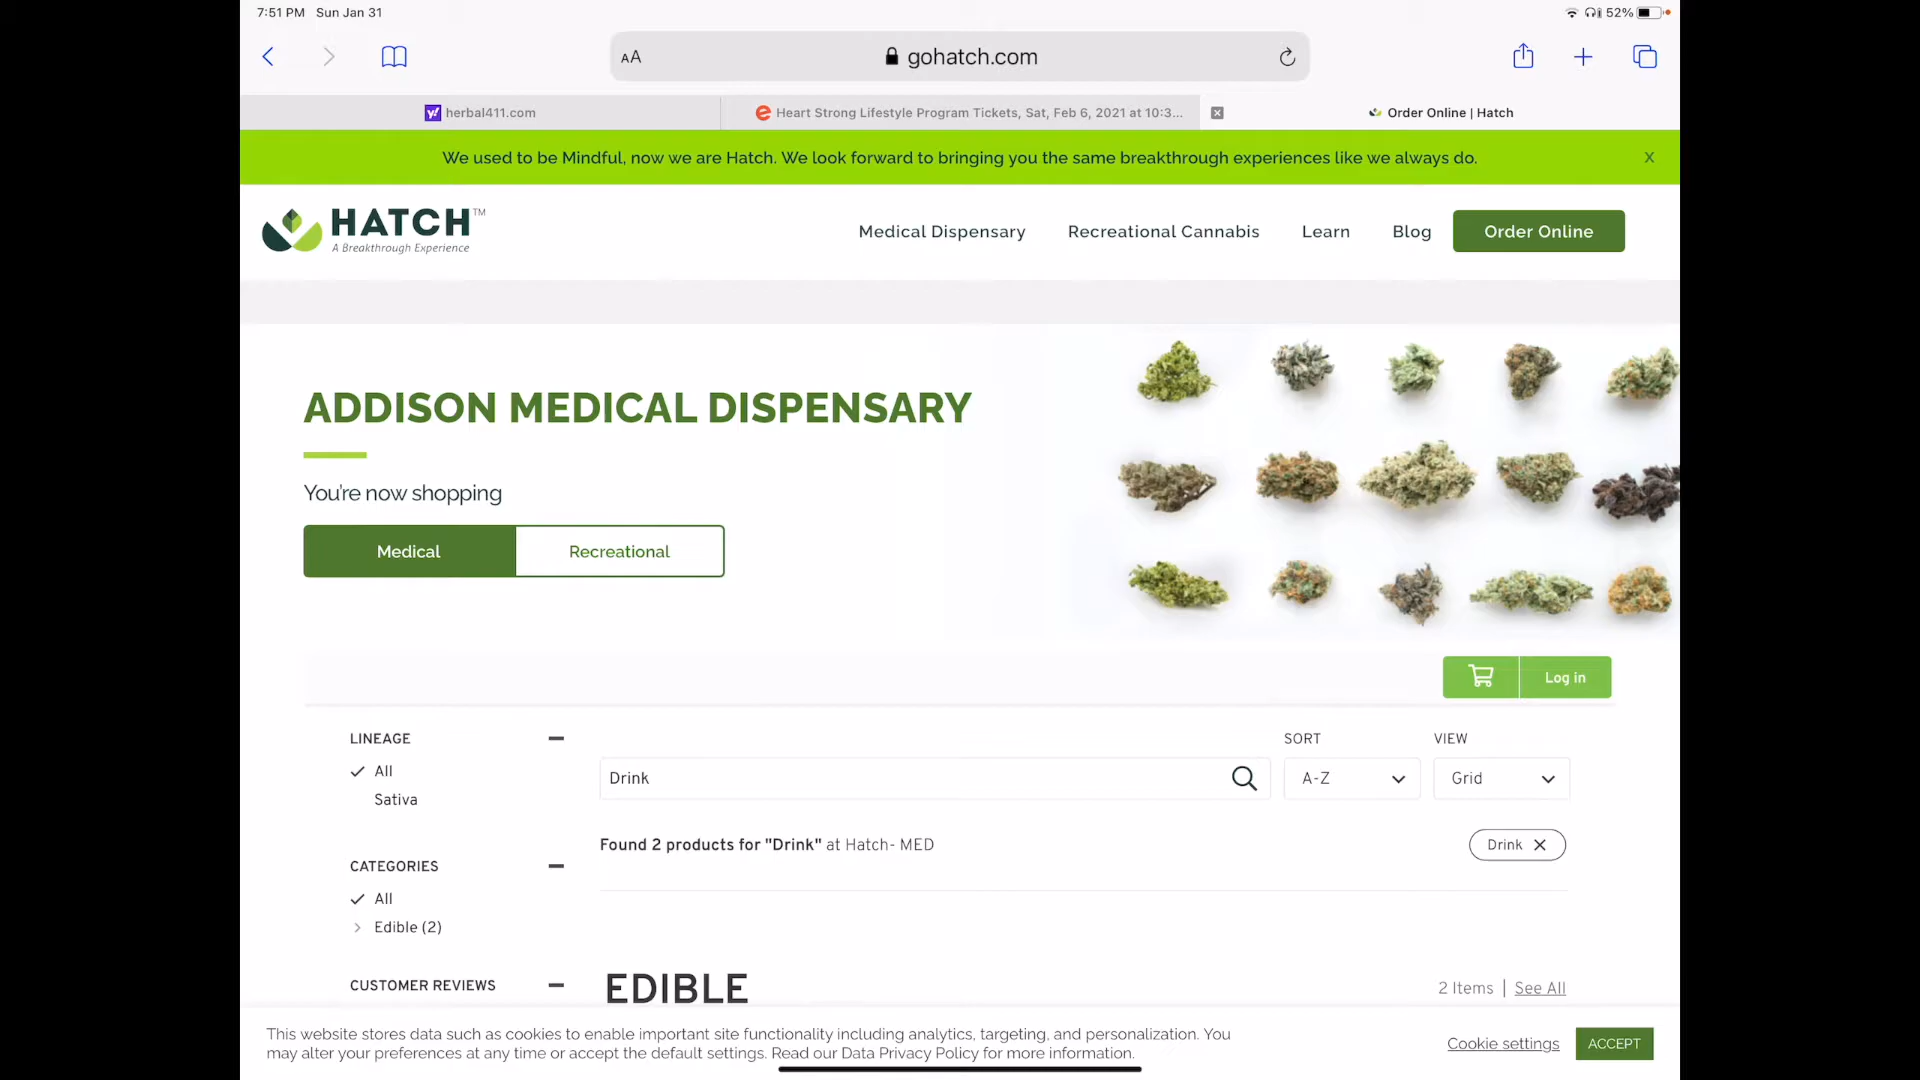 7:51 PM Sun Jan 31
52%
AA
gohatch.com
herbal411.com
Heart Strong Lifestyle Program Tickets, Sat, Feb 6, 2021 at 10:3...
Order Online | Hatch
We used to be Mindful, now we are Hatch. We look forward to bringing you the same breakthrough experiences like we always do.
X
HATCH™
A Breakthrough Experience
Medical Dispensary
Recreational Cannabis
Learn
Blog
Order Online
ADDISON MEDICAL DISPENSARY
You're now shopping
Medical
Recreational
Log in
LINEAGE
All
Sativa
CATEGORIES
All
Edible (2)
CUSTOMER REVIEWS
SORT
VIEW
Drink
A-Z
Grid
Found 2 products for "Drink" at Hatch- MED
Drink
EDIBLE
2 Items | See All
This website stores data such as cookies to enable important site functionality including analytics, targeting, and personalization. You
may alter your preferences at any time or accept the default settings. Read our Data Privacy Policy for more information.
Cookie settings
ACCEPT